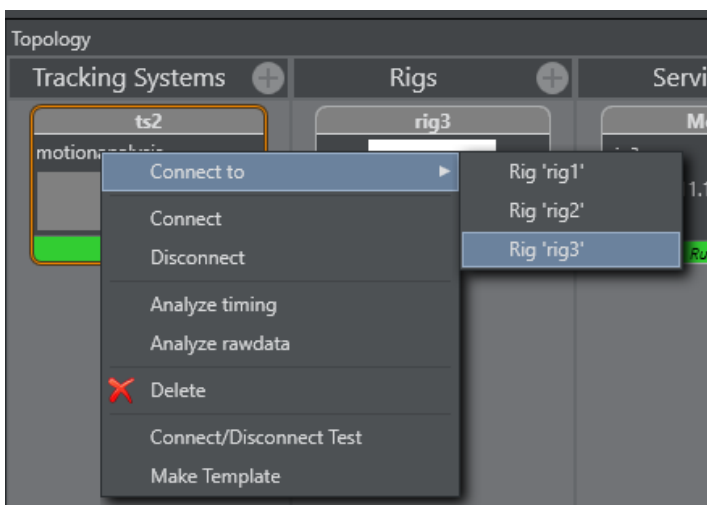 Topology
Tracking Systems
Rigs
ts2
rig3
Connect to
Rig 'rig1'
Rig 'rig2'
Rig 'rig3'
Connect
Disconnect
Analyze timing
Analyze rawdata
Delete
Connect/Disconnect Test
Make Template